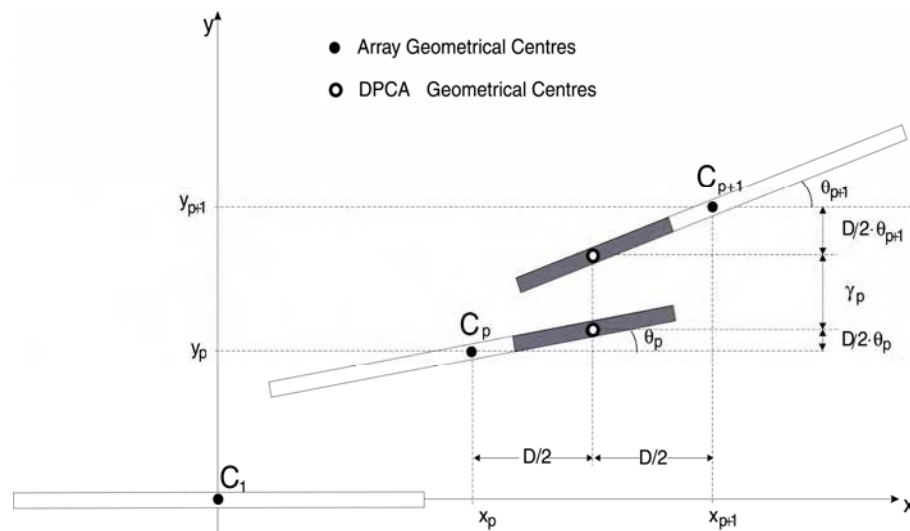 y
● Array Geometrical Centres
○ DPCA Geometrical Centres
C_{p+1}
θ_{p+1}
y_{p+1}
D/2·θ_{p+1}
γ_p
C_p
θ_p
y_p
D/2·θ_p
D/2
D/2
C_1
x_p
x_{p+1}
x